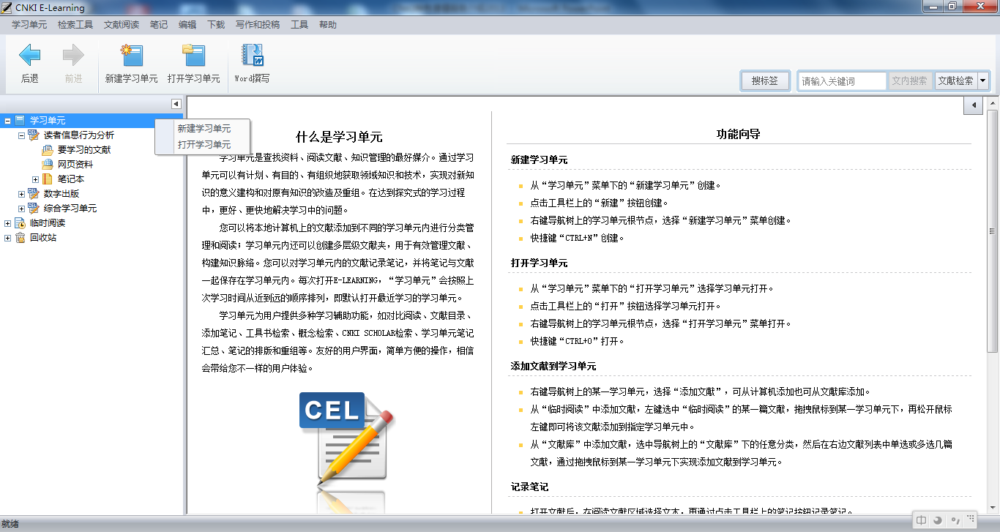 CNKI E-Learning
学习单元 检索工具 文献阅读 笔记 编辑 下载 写作和投稿 工具 帮助
后退 前进 新建学习单元 打开学习单元 Word撰写
搜标签 请输入关键词 文内搜索 文献检索
学习单元
读者信息行为分析
要学习的文献
网页资料
笔记本
数字出版
综合学习单元
临时阅读
回收站
新建学习单元
打开学习单元
什么是学习单元
学习单元是查找资料、阅读文献、知识管理的最好媒介。通过学习
单元可以有计划、有目的、有组织地获取领域知识和技术，实现对新知
识的意义建构和对原有知识的改造及重组。在达到探究式的学习过程
中，更好、更快地解决学习中的问题。
您可以将本地计算机上的文献添加到不同的学习单元内进行分类管
理和阅读；学习单元内还可以创建多层级文献夹，用于有效管理文献、
构建知识脉络。您可以对学习单元内的文献记录笔记，并将笔记与文献
一起保存在学习单元内。每次打开E-LEARNING，“学习单元”会按照上
次学习时间从近到远的顺序排列，即默认打开最近学习的学习单元。
学习单元为用户提供多种学习辅助功能，如对比阅读、文献目录、
添加笔记、工具书检索、概念检索、CNKI SCHOLAR检索、学习单元笔记
汇总、笔记的排版和重组等。友好的用户界面，简单方便的操作，相信
会带给您不一样的用户体验。
CEL
功能向导
新建学习单元
从“学习单元”菜单下的“新建学习单元”创建。
点击工具栏上的“新建”按钮创建。
右键导航树上的学习单元根节点，选择“新建学习单元”菜单创建。
快捷键“CTRL+N”创建。
打开学习单元
从“学习单元”菜单下的“打开学习单元”选择学习单元打开。
点击工具栏上的“打开”按钮选择学习单元打开。
右键导航树上的学习单元根节点，选择“打开学习单元”菜单打开。
快捷键“CTRL+O”打开。
添加文献到学习单元
右键导航树上的某一学习单元，选择“添加文献”，可从计算机添加也可从文献库添加。
从“临时阅读”中添加文献，左键选中“临时阅读”的某一篇文献，拖拽鼠标到某一学习单元下，再松开鼠标
左键即可将该文献添加到指定学习单元中。
从“文献库”中添加文献，选中导航树上的“文献库”下的任意分类，然后在右边文献列表中单选或多选几篇
文献，通过拖拽鼠标到某一学习单元下实现添加文献到学习单元。
记录笔记
打开文献后，在阅读文献区域选择文本，再通过点击工具栏上的笔记按钮记录笔记。
就绪
中